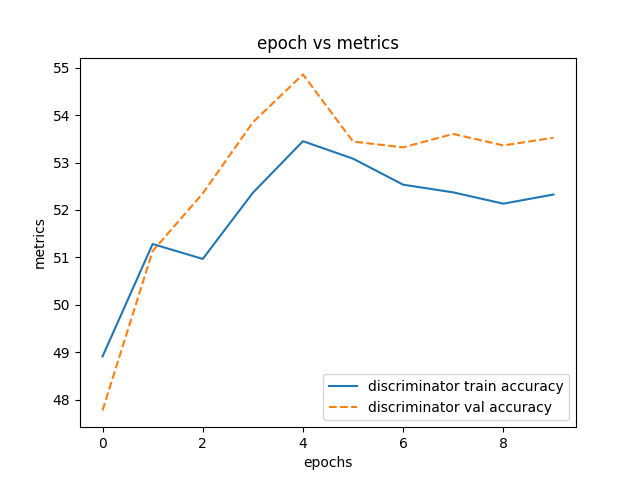 epoch vs metrics
55
54
53
52
51
50
49
48
metrics
0
2
4
6
8
epochs
discriminator train accuracy
discriminator val accuracy